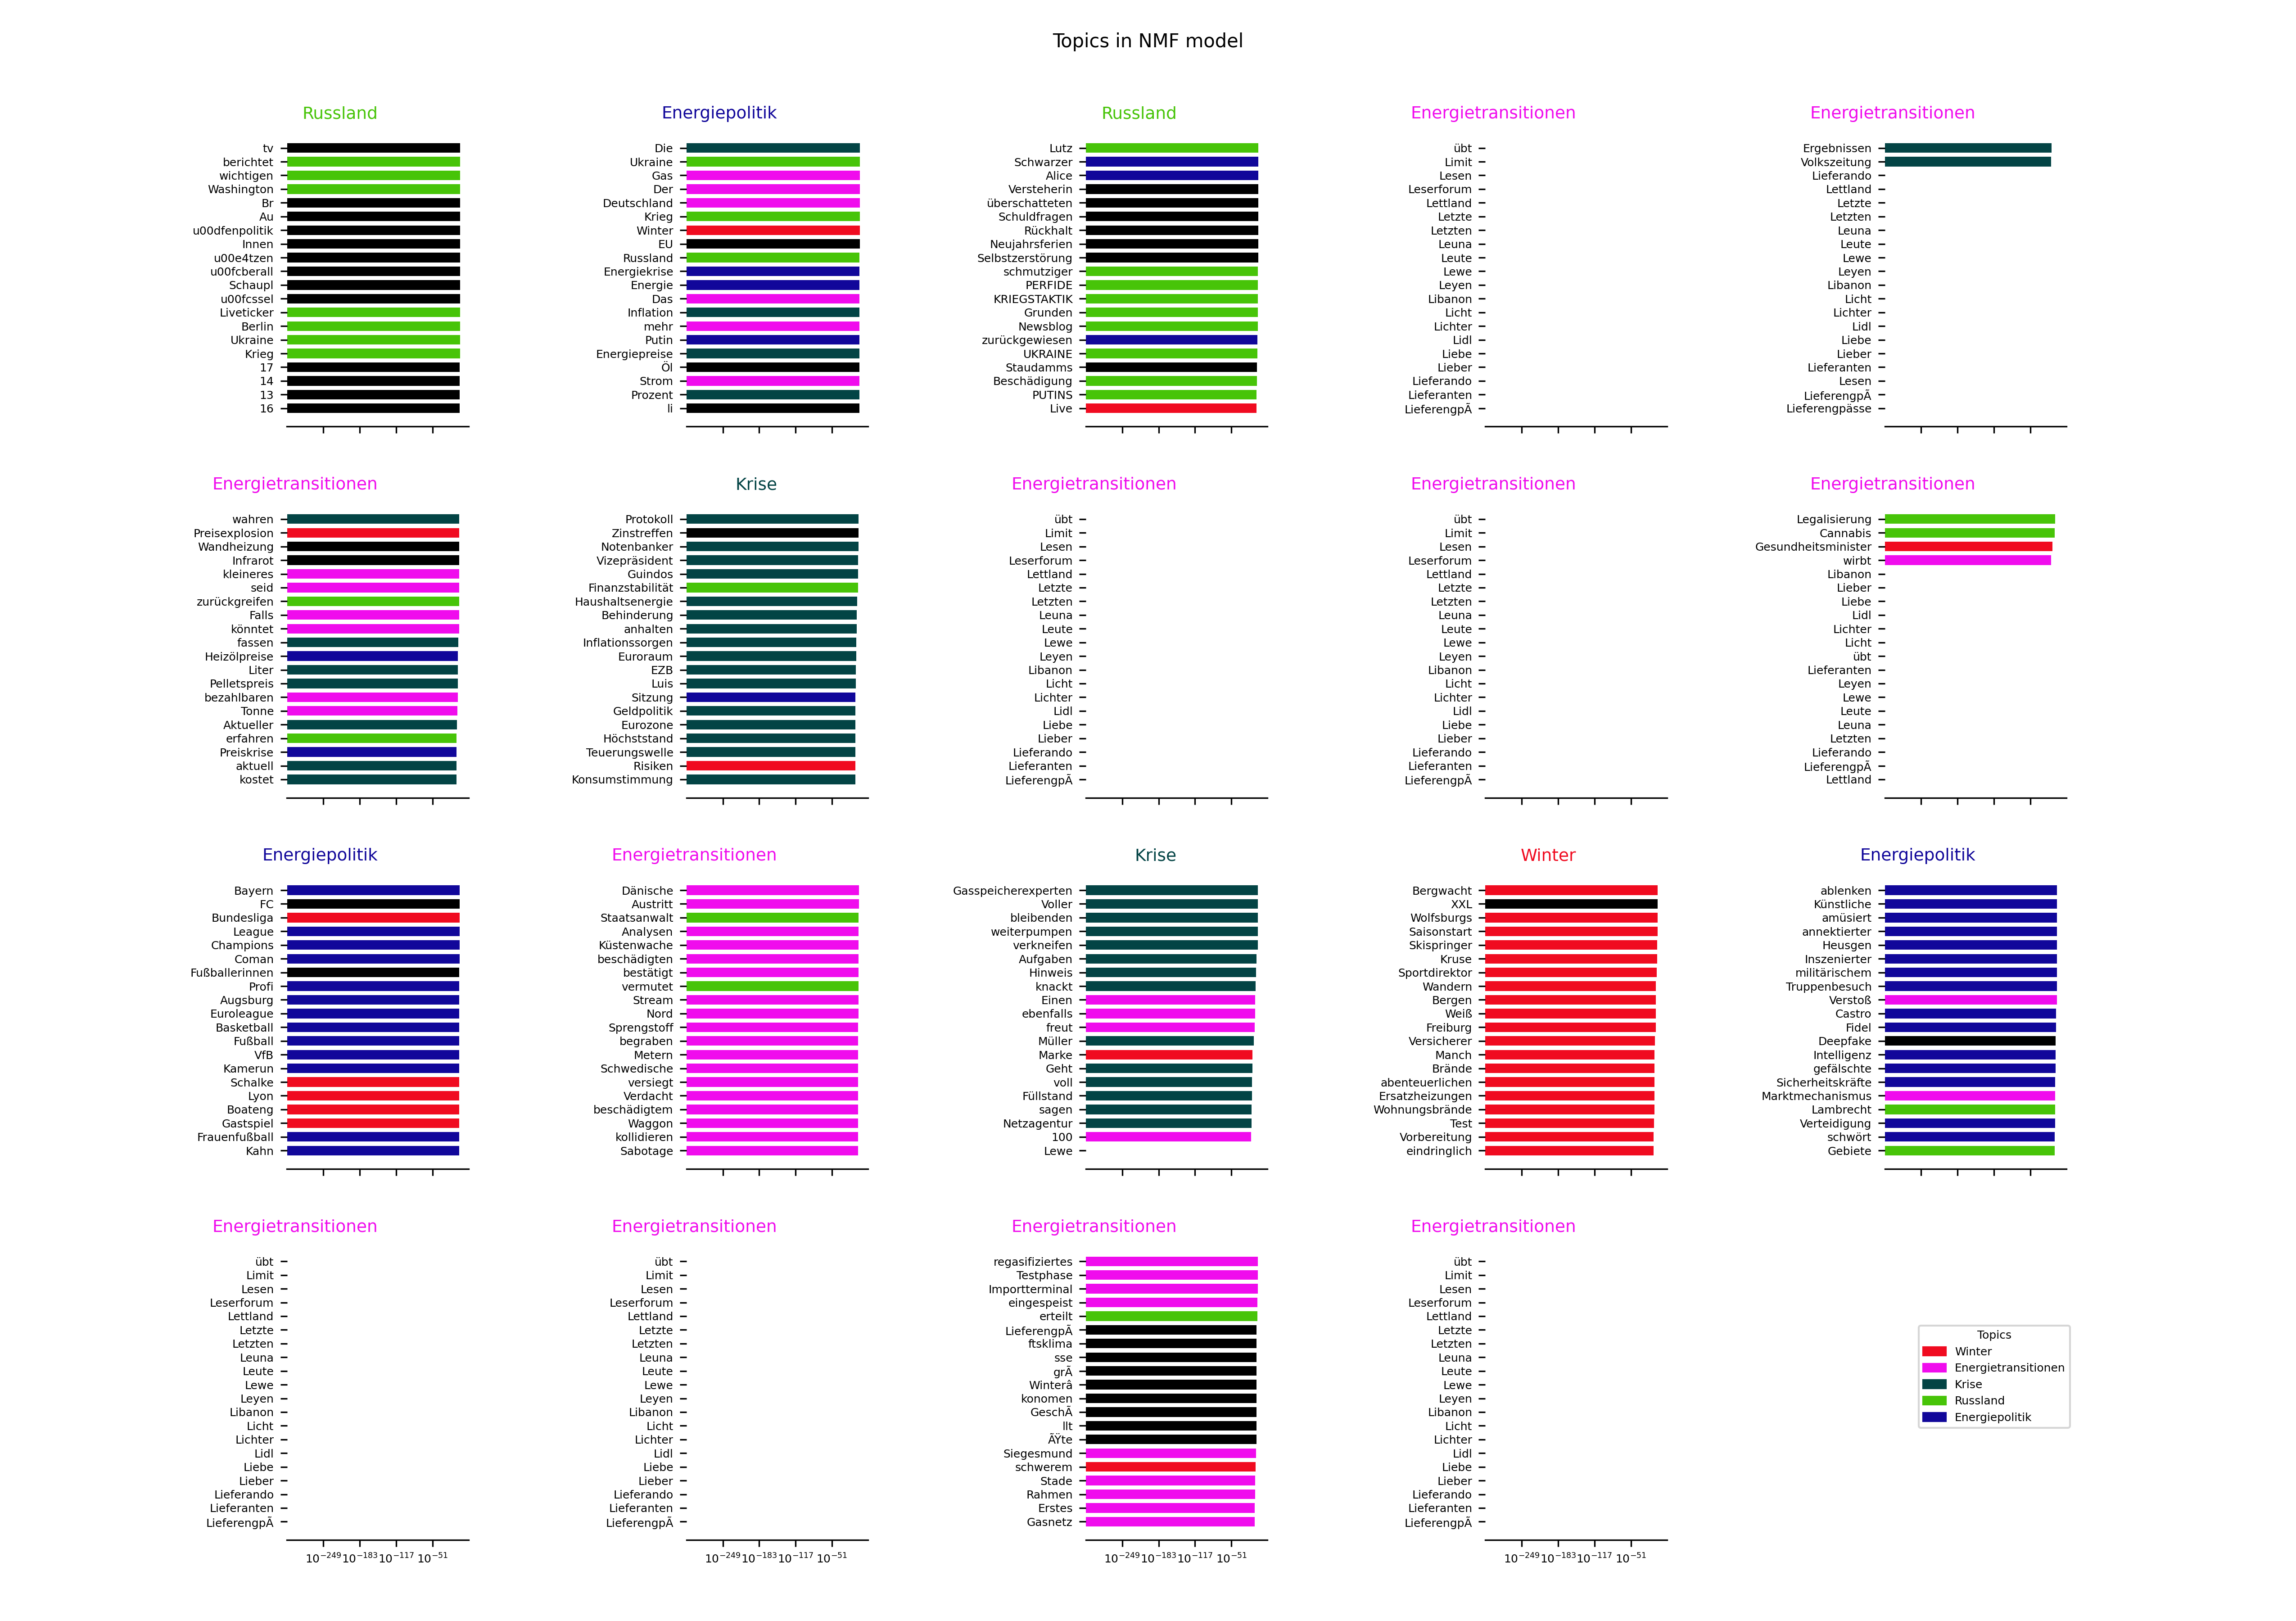 Topics in NMF model
Russland
tv
berichtet
wichtigen
Washington
Br
Au
u00dfenpolitik
Innen
u00e4tzen
u00fcberall
Schaupl
u00fcssel
Liveticker
Berlin
Ukraine
Krieg
17
14
13
16
Energiepolitik
Die
Ukraine
Gas
Der
Deutschland
Krieg
Winter
EU
Russland
Energiekrise
Energie
Das
Inflation
mehr
Putin
Energiepreise
Öl
Strom
Prozent
li
Russland
Lutz
Schwarzer
Alice
Versteherin
überschatteten
Schuldfragen
Rückhalt
Neujahrsferien
Selbstzerstörung
schmutziger
PERFIDE
KRIEGSTAKTIK
Grunden
Newsblog
zurückgewiesen
UKRAINE
Staudamms
Beschädigung
PUTINS
Live
Energietransitionen
übt
Limit
Lesen
Leserforum
Lettland
Letzte
Letzten
Leuna
Leute
Lewe
Leyen
Libanon
Licht
Lichter
Lidl
Liebe
Lieber
Lieferando
Lieferanten
LieferengpÃ
Energietransitionen
Ergebnissen
Volkszeitung
Lieferando
Lettland
Letzte
Letzten
Leuna
Leute
Lewe
Leyen
Libanon
Licht
Lichter
Lidl
Liebe
Lieber
Lieferanten
Lesen
LieferengpÃ
Lieferengpässe
Energietransitionen
wahren
Preisexplosion
Wandheizung
Infrarot
kleineres
seid
zurückgreifen
Falls
könntet
fassen
Heizölpreise
Liter
Pelletspreis
bezahlbaren
Tonne
Aktueller
erfahren
Preiskrise
aktuell
kostet
Krise
Protokoll
Zinstreffen
Notenbanker
Vizepräsident
Guindos
Finanzstabilität
Haushaltsenergie
Behinderung
anhalten
Inflationssorgen
Euroraum
EZB
Luis
Sitzung
Geldpolitik
Eurozone
Höchststand
Teuerungswelle
Risiken
Konsumstimmung
Energietransitionen
übt
Limit
Lesen
Leserforum
Lettland
Letzte
Letzten
Leuna
Leute
Lewe
Leyen
Libanon
Licht
Lichter
Lidl
Liebe
Lieber
Lieferando
Lieferanten
LieferengpÃ
Energietransitionen
übt
Limit
Lesen
Leserforum
Lettland
Letzte
Letzten
Leuna
Leute
Lewe
Leyen
Libanon
Licht
Lichter
Lidl
Liebe
Lieber
Lieferando
Lieferanten
LieferengpÃ
Energietransitionen
Legalisierung
Cannabis
Gesundheitsminister
wirbt
Libanon
Lieber
Liebe
Lidl
Lichter
Licht
übt
Lieferanten
Leyen
Lewe
Leute
Leuna
Letzten
Lieferando
LieferengpÃ
Lettland
Energiepolitik
Bayern
FC
Bundesliga
League
Champions
Coman
Fußballerinnen
Profi
Augsburg
Euroleague
Basketball
Fußball
VfB
Kamerun
Schalke
Lyon
Boateng
Gastspiel
Frauenfußball
Kahn
Energietransitionen
Dänische
Austritt
Staatsanwalt
Analysen
Küstenwache
beschädigten
bestätigt
vermutet
Stream
Nord
Sprengstoff
begraben
Metern
Schwedische
versiegt
Verdacht
beschädigtem
Waggon
kollidieren
Sabotage
Krise
Gasspeicherexperten
Voller
bleibenden
weiterpumpen
verkneifen
Aufgaben
Hinweis
knackt
Einen
ebenfalls
freut
Müller
Marke
Geht
voll
Füllstand
sagen
Netzagentur
100
Lewe
Winter
Bergwacht
XXL
Wolfsburgs
Saisonstart
Skispringer
Kruse
Sportdirektor
Wandern
Bergen
Weiß
Freiburg
Versicherer
Manch
Brände
abenteuerlichen
Ersatzheizungen
Wohnungsbrände
Test
Vorbereitung
eindringlich
Energiepolitik
ablenken
Künstliche
amüsiert
annektierter
Heusgen
Inszenierter
militärischem
Truppenbesuch
Verstoß
Castro
Fidel
Deepfake
Intelligenz
gefälschte
Sicherheitskräfte
Marktmechanismus
Lambrecht
Verteidigung
schwört
Gebiete
Energietransitionen
übt
Limit
Lesen
Leserforum
Lettland
Letzte
Letzten
Leuna
Leute
Lewe
Leyen
Libanon
Licht
Lichter
Lidl
Liebe
Lieber
Lieferando
Lieferanten
LieferengpÃ
10⁻²⁴⁹ 10⁻¹⁸³ 10⁻¹¹⁷ 10⁻⁵¹
Energietransitionen
übt
Limit
Lesen
Leserforum
Lettland
Letzte
Letzten
Leuna
Leute
Lewe
Leyen
Libanon
Licht
Lichter
Lidl
Liebe
Lieber
Lieferando
Lieferanten
LieferengpÃ
10⁻²⁴⁹ 10⁻¹⁸³ 10⁻¹¹⁷ 10⁻⁵¹
Energietransitionen
regasifiziertes
Testphase
Importterminal
eingespeist
erteilt
LieferengpÃ
ftsklima
sse
grÃ
Winterâ
konomen
GeschÃ
llt
ÃŸte
Siegesmund
schwerem
Stade
Rahmen
Erstes
Gasnetz
10⁻²⁴⁹ 10⁻¹⁸³ 10⁻¹¹⁷ 10⁻⁵¹
Energietransitionen
übt
Limit
Lesen
Leserforum
Lettland
Letzte
Letzten
Leuna
Leute
Lewe
Leyen
Libanon
Licht
Lichter
Lidl
Liebe
Lieber
Lieferando
Lieferanten
LieferengpÃ
10⁻²⁴⁹ 10⁻¹⁸³ 10⁻¹¹⁷ 10⁻⁵¹
Topics
Winter
Energietransitionen
Krise
Russland
Energiepolitik